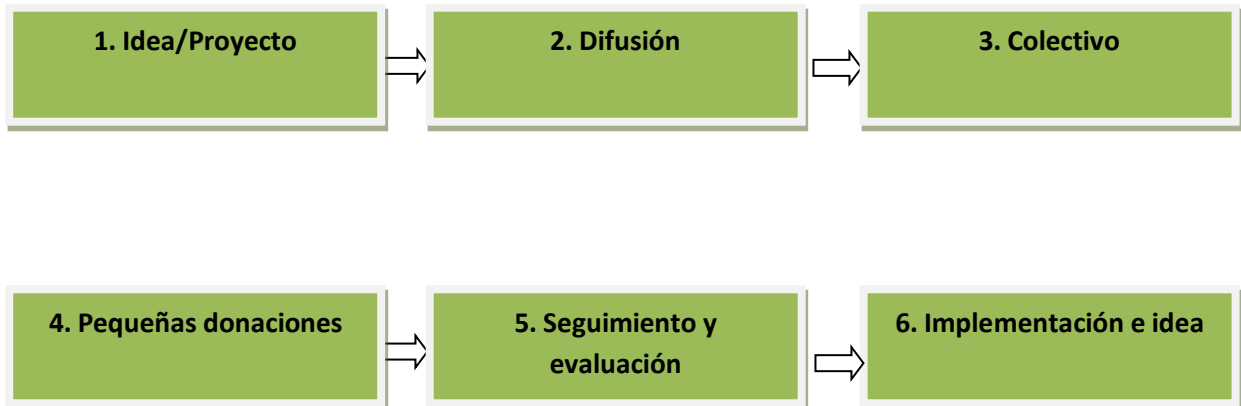 1. Idea/Proyecto
2. Difusión
3. Colectivo
4. Pequeñas donaciones
5. Seguimiento y
evaluación
6. Implementación e idea